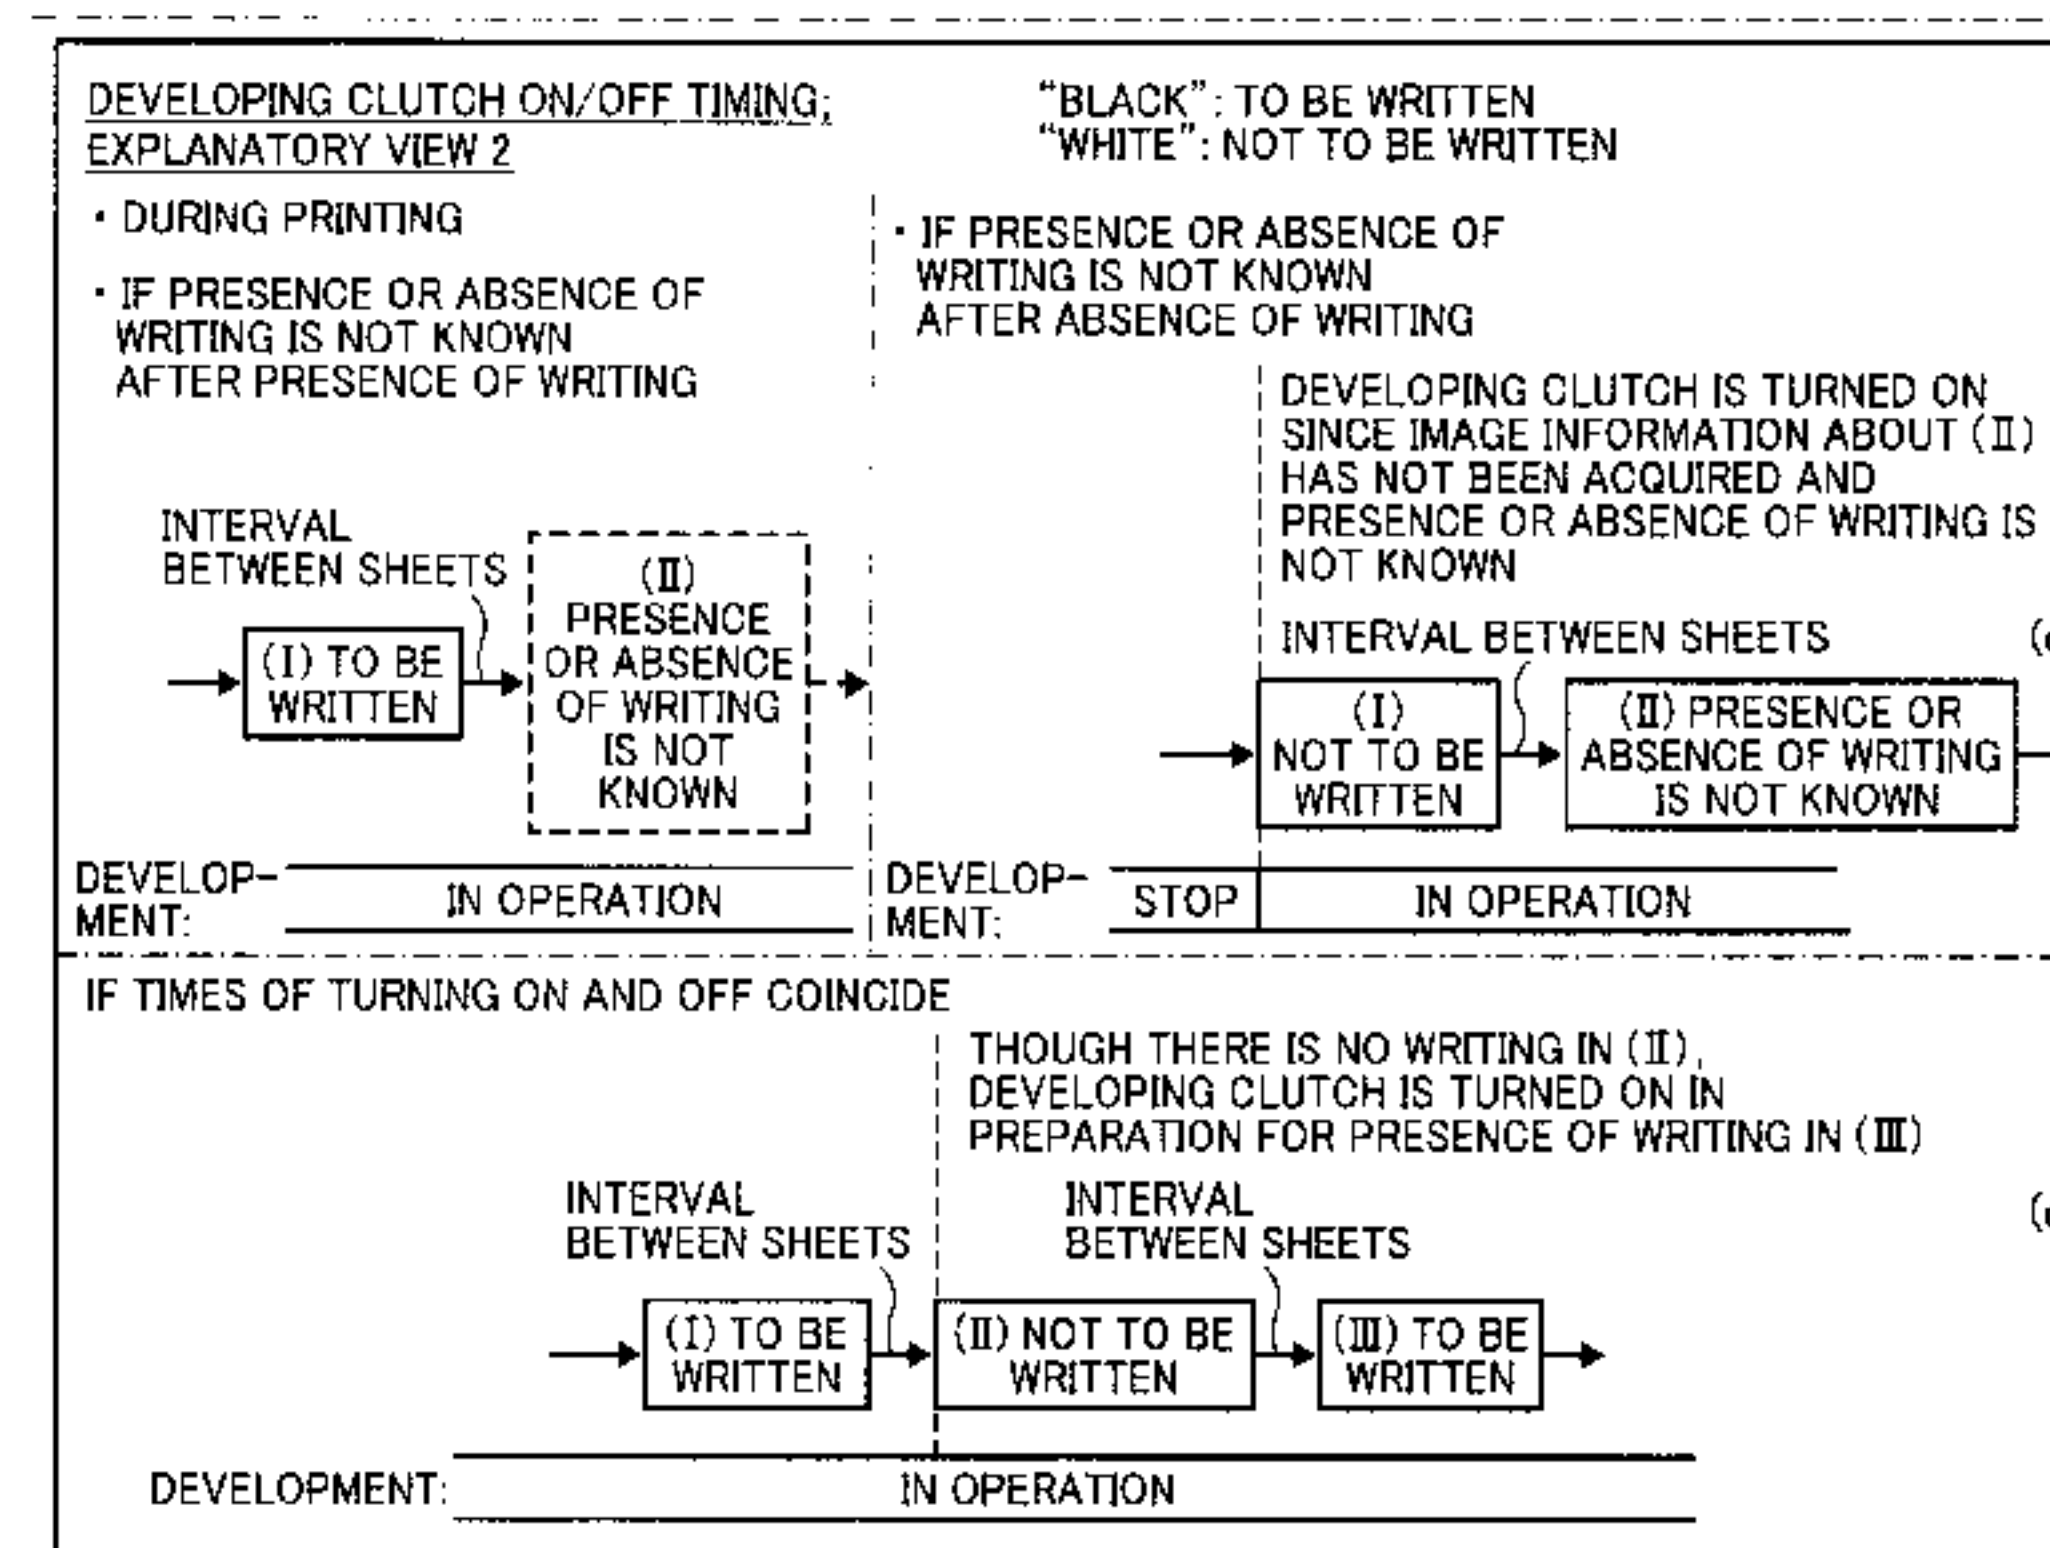 DEVELOPING CLUTCH ON/OFF TIMING;
EXPLANATORY VIEW 2
"BLACK": TO BE WRITTEN
"WHITE": NOT TO BE WRITTEN
・DURING PRINTING
・IF PRESENCE OR ABSENCE OF
WRITING IS NOT KNOWN
AFTER PRESENCE OF WRITING
INTERVAL
BETWEEN SHEETS
(I) TO BE
WRITTEN
(II)
PRESENCE
OR ABSENCE
OF WRITING
IS NOT
KNOWN
DEVELOP-
MENT:
IN OPERATION
・IF PRESENCE OR ABSENCE OF
WRITING IS NOT KNOWN
AFTER ABSENCE OF WRITING
DEVELOPING CLUTCH IS TURNED ON
SINCE IMAGE INFORMATION ABOUT (II)
HAS NOT BEEN ACQUIRED AND
PRESENCE OR ABSENCE OF WRITING IS
NOT KNOWN
INTERVAL BETWEEN SHEETS
(I)
NOT TO BE
WRITTEN
(II) PRESENCE OR
ABSENCE OF WRITING
IS NOT KNOWN
DEVELOP-
MENT:
STOP
IN OPERATION
IF TIMES OF TURNING ON AND OFF COINCIDE
THOUGH THERE IS NO WRITING IN (II),
DEVELOPING CLUTCH IS TURNED ON IN
PREPARATION FOR PRESENCE OF WRITING IN (III)
INTERVAL
BETWEEN SHEETS
INTERVAL
BETWEEN SHEETS
(I) TO BE
WRITTEN
(II) NOT TO BE
WRITTEN
(III) TO BE
WRITTEN
DEVELOPMENT:
IN OPERATION